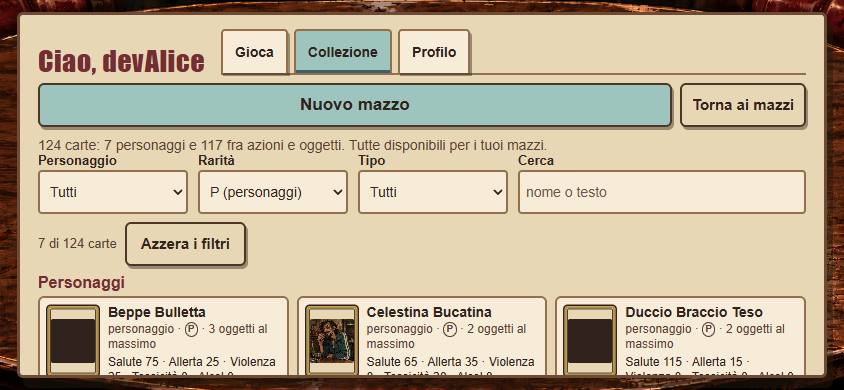 Ciao, devAlice
Gioca
Collezione
Profilo
Nuovo mazzo
Torna ai mazzi
124 carte: 7 personaggi e 117 fra azioni e oggetti. Tutte disponibili per i tuoi mazzi.
Personaggio
Rarità
Tipo
Cerca
Tutti
P (personaggi)
Tutti
nome o testo
7 di 124 carte
Azzera i filtri
Personaggi
Beppe Bulletta
personaggio · P · 3 oggetti al
massimo
Salute 75 · Allerta 25 · Violenza
Celestina Bucatina
personaggio · P · 2 oggetti al
massimo
Salute 65 · Allerta 35 · Violenza
Duccio Braccio Teso
personaggio · P · 2 oggetti al
massimo
Salute 115 · Allerta 15 ·